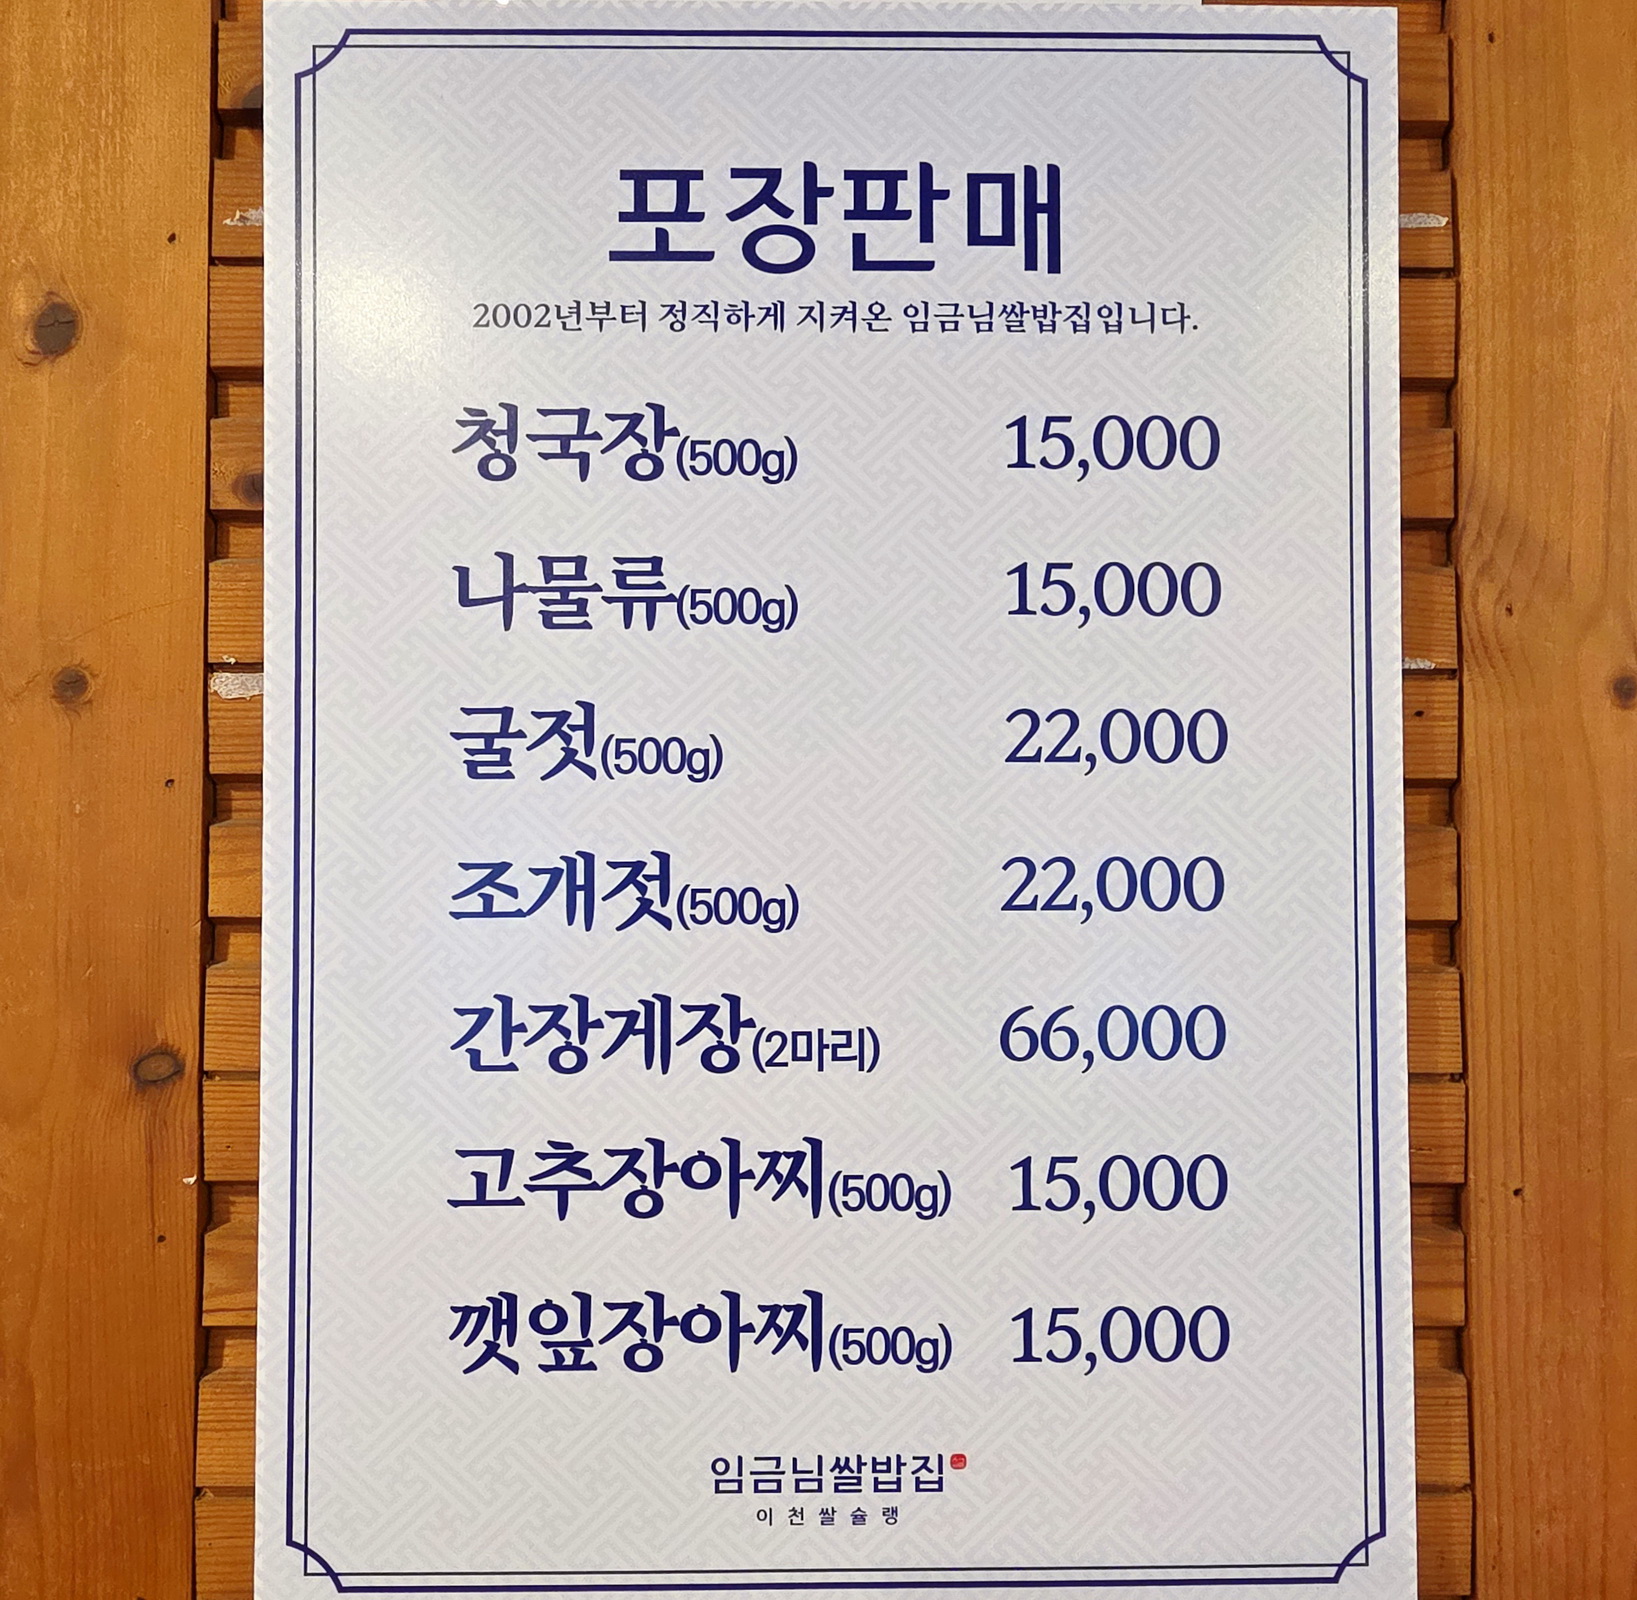 포장판매
2002년부터 정직하게 지켜온 임금님쌀밥집입니다.
청국장(500g) 15,000
나물류(500g) 15,000
굴젓(500g) 22,000
조개젓(500g) 22,000
간장게장(2마리) 66,000
고추장아찌(500g) 15,000
깻잎장아찌(500g) 15,000
임금님쌀밥집
이천쌀슐랭